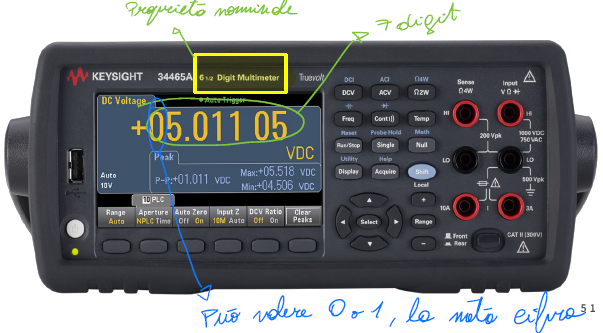 Proprietà nominale
7 digit
KEYSIGHT 34465A 6 1/2 Digit Multimeter Truevolt
DC Voltage
Auto Trigger
+05.011 05
VDC
Peak
P-P:+01.011 VDC
Max:+05.518 VDC
Min:+04.506 VDC
Auto
10V
10 PLC
Range
Auto
Aperture
NPLC Time
Auto Zero
Off On
Input Z
10M Auto
DCV Ratio
Off On
Clear
Peaks
DCI ACI Ω4W
DCV ACV Ω2W
Freq Cont Temp
Reset Probe Hold Math
Run/Stop Single Null
Utility Help
Display Acquire Shift
Local
Select
+
Range
-
Sense
Ω4W
Input
VΩ
HI HI
200 Vpk
1000 VDC
750 VAC
LO LO
500 Vpk
10A I 3A
Front
Rear
CAT II (300V)
Può valere 0 o 1, la mezza cifra
51